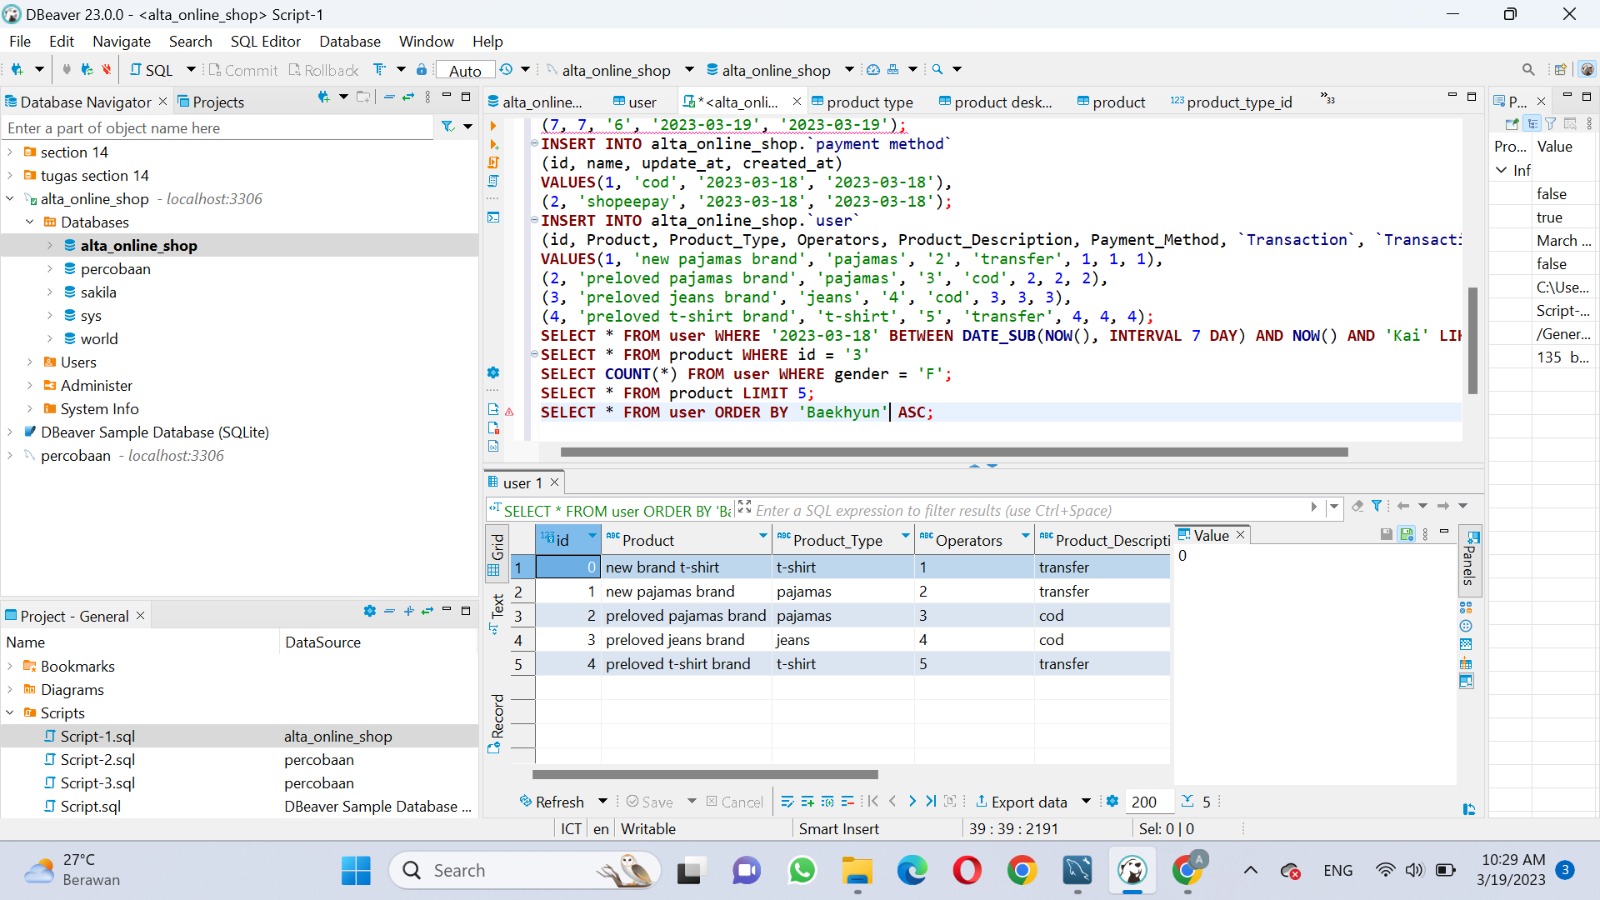 DBeaver 23.0.0 - <alta_online_shop> Script-1
File Edit Navigate Search SQL Editor Database Window Help
SQL Commit Rollback Auto alta_online_shop alta_online_shop
Database Navigator Projects
Enter a part of object name here
section 14
tugas section 14
alta_online_shop - localhost:3306
Databases
alta_online_shop
percobaan
sakila
sys
world
Users
Administer
System Info
DBeaver Sample Database (SQLite)
percobaan - localhost:3306
Project - General
Name DataSource
Bookmarks
Diagrams
Scripts
Script-1.sql alta_online_shop
Script-2.sql percobaan
Script-3.sql percobaan
Script.sql DBeaver Sample Database ...
alta_online... user *<alta_onli... product type product desk... product 123 product_type_id »33
(7, 7, '6', '2023-03-19', '2023-03-19');
INSERT INTO alta_online_shop.`payment method`
(id, name, update_at, created_at)
VALUES(1, 'cod', '2023-03-18', '2023-03-18'),
(2, 'shopeepay', '2023-03-18', '2023-03-18');
INSERT INTO alta_online_shop.`user`
(id, Product, Product_Type, Operators, Product_Description, Payment_Method, `Transaction`, `Transacti
VALUES(1, 'new pajamas brand', 'pajamas', '2', 'transfer', 1, 1, 1),
(2, 'preloved pajamas brand', 'pajamas', '3', 'cod', 2, 2, 2),
(3, 'preloved jeans brand', 'jeans', '4', 'cod', 3, 3, 3),
(4, 'preloved t-shirt brand', 't-shirt', '5', 'transfer', 4, 4, 4);
SELECT * FROM user WHERE '2023-03-18' BETWEEN DATE_SUB(NOW(), INTERVAL 7 DAY) AND NOW() AND 'Kai' LIK
SELECT * FROM product WHERE id = '3'
SELECT COUNT(*) FROM user WHERE gender = 'F';
SELECT * FROM product LIMIT 5;
SELECT * FROM user ORDER BY 'Baekhyun' ASC;
user 1
SELECT * FROM user ORDER BY 'Ba Enter a SQL expression to filter results (use Ctrl+Space)
Grid
Text
Record
123 id ABC Product ABC Product_Type ABC Operators ABC Product_Descripti
1 0 new brand t-shirt t-shirt 1 transfer
2 1 new pajamas brand pajamas 2 transfer
3 2 preloved pajamas brand pajamas 3 cod
4 3 preloved jeans brand jeans 4 cod
5 4 preloved t-shirt brand t-shirt 5 transfer
Value
0
Panels
Refresh Save Cancel Export data 200 5
ICT en Writable Smart Insert 39 : 39 : 2191 Sel: 0 | 0
P...
Pro... Value
Inf
false
true
March ...
false
C:\Use...
Script-...
/Gener...
135 b...
27°C
Berawan
Search
ENG
10:29 AM
3/19/2023
3